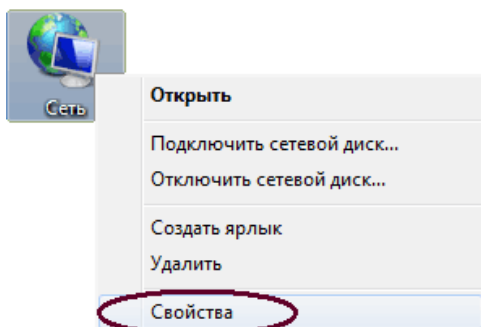 Сеть
Открыть
Подключить сетевой диск...
Отключить сетевой диск...
Создать ярлык
Удалить
Свойства